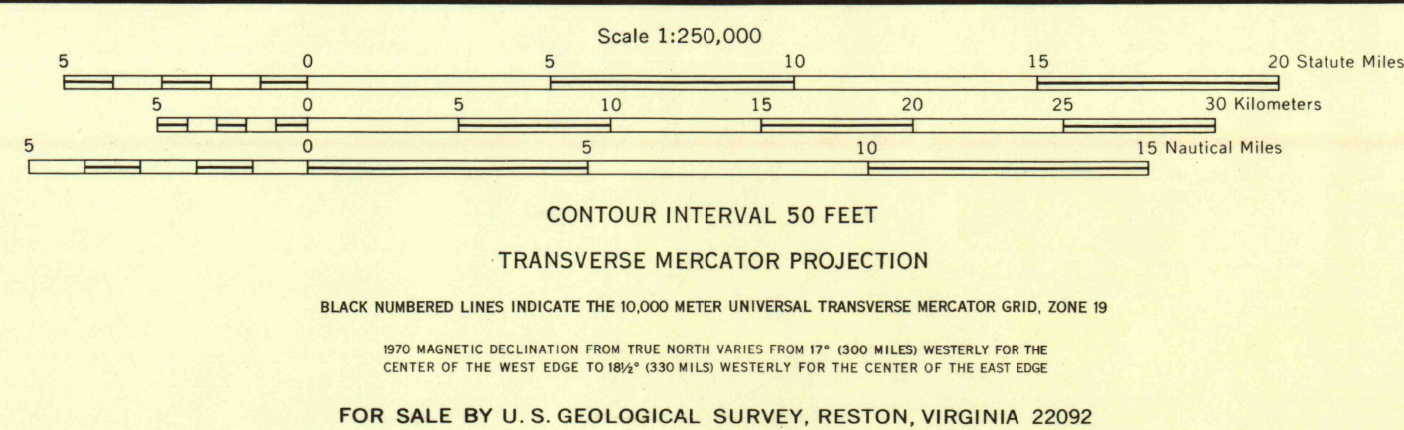 Scale 1:250,000
5 0 5 10 15 20 Statute Miles
5 0 5 10 15 20 25 30 Kilometers
5 0 5 10 15 Nautical Miles
CONTOUR INTERVAL 50 FEET
TRANSVERSE MERCATOR PROJECTION
BLACK NUMBERED LINES INDICATE THE 10,000 METER UNIVERSAL TRANSVERSE MERCATOR GRID, ZONE 19
1970 MAGNETIC DECLINATION FROM TRUE NORTH VARIES FROM 17° (300 MILES) WESTERLY FOR THE
CENTER OF THE WEST EDGE TO 18½° (330 MILS) WESTERLY FOR THE CENTER OF THE EAST EDGE
FOR SALE BY U. S. GEOLOGICAL SURVEY, RESTON, VIRGINIA 22092